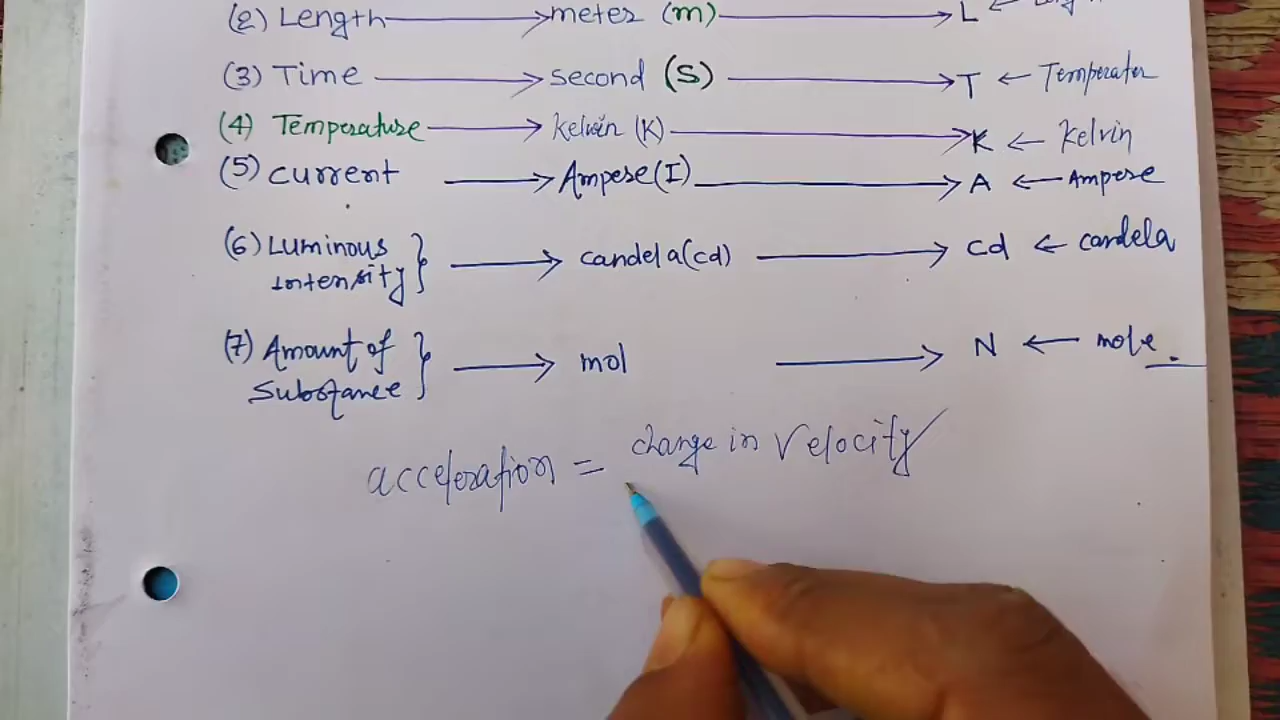 (2) Length meter (m) L ← Length
(3) Time second (S) T ← Temperater
(4) Temperature Kelvin (K) K ← Kelvin
(5) Current Ampere (I) A ← Ampere
(6) Luminous
intensity } candela (cd) Cd ← candela
(7) Amount of
Substance } mol N ← mole.
acceleration = change in velocity